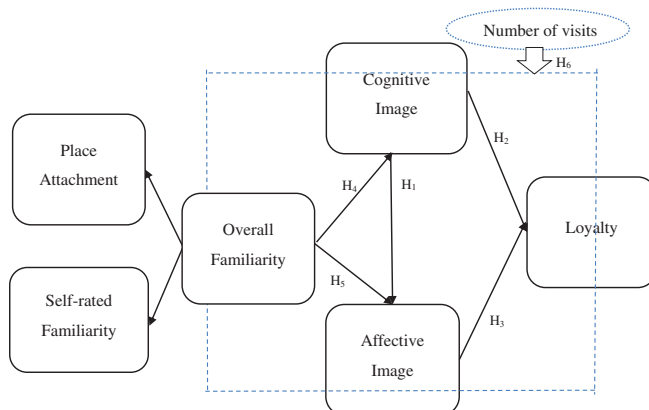 Number of visits
H₆
Cognitive
Image
Place
Attachment
H₂
H₄
H₁
Overall
Familiarity
Loyalty
H₅
Self-rated
Familiarity
H₃
Affective
Image